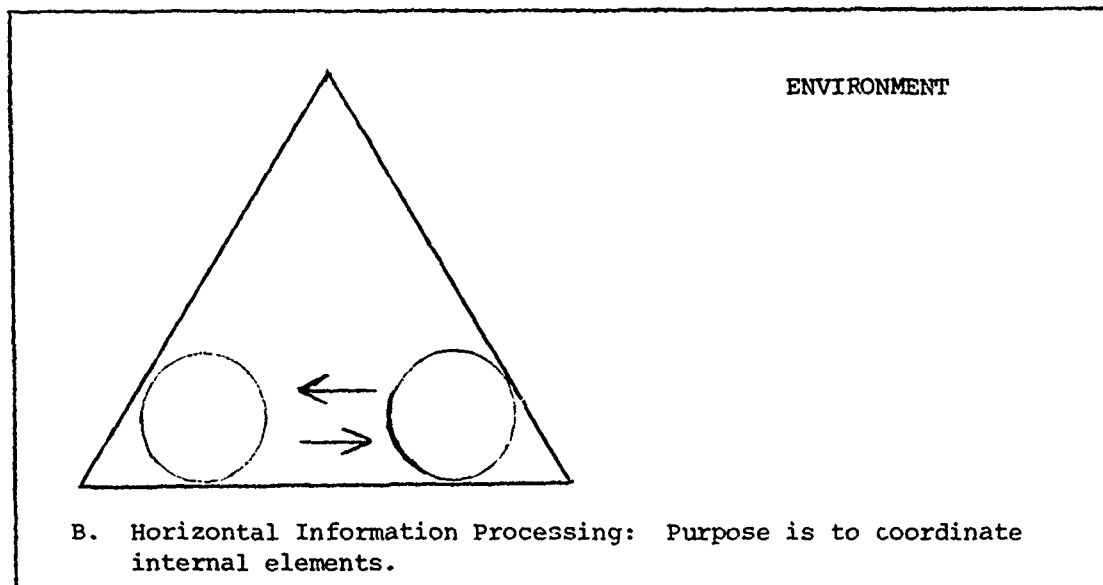 ENVIRONMENT
B. Horizontal Information Processing: Purpose is to coordinate
internal elements.